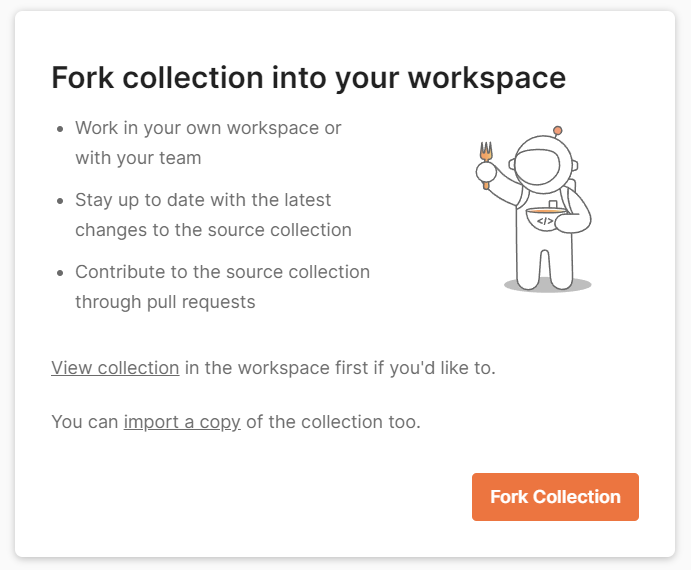 Fork collection into your workspace
Work in your own workspace or
with your team
Stay up to date with the latest
changes to the source collection
Contribute to the source collection
through pull requests
</>
View collection in the workspace first if you'd like to.
You can import a copy of the collection too.
Fork Collection